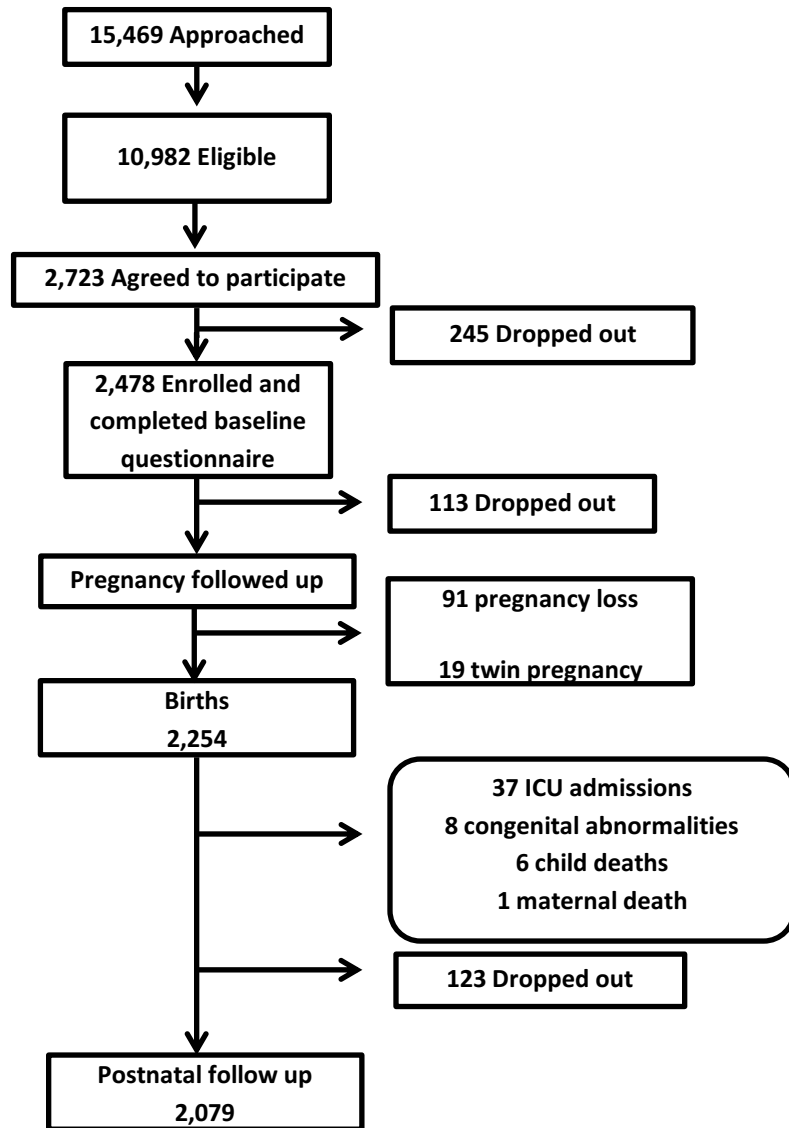 15,469 Approached
10,982 Eligible
2,723 Agreed to participate
245 Dropped out
2,478 Enrolled and
completed baseline
questionnaire
113 Dropped out
Pregnancy followed up
91 pregnancy loss
19 twin pregnancy
Births
2,254
37 ICU admissions
8 congenital abnormalities
6 child deaths
1 maternal death
123 Dropped out
Postnatal follow up
2,079